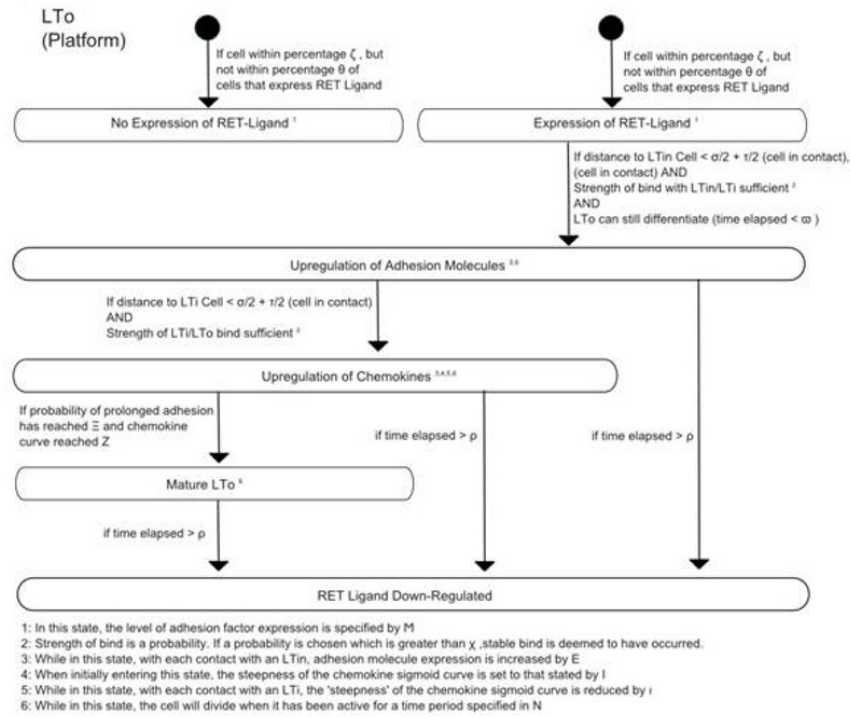 LTo
(Platform)
If cell within percentage ζ , but
not within percentage θ of
cells that express RET Ligand
If cell within percentage ζ , but
not within percentage θ of
cells that express RET Ligand
No Expression of RET-Ligand ¹
Expression of RET-Ligand ¹
If distance to LTin Cell < σ/2 + τ/2 (cell in contact),
(cell in contact) AND
Strength of bind with LTin/LTi sufficient ²
AND
LTo can still differentiate (time elapsed < ϖ )
Upregulation of Adhesion Molecules ³,⁶
If distance to LTi Cell < σ/2 + τ/2 (cell in contact)
AND
Strength of LTi/LTo bind sufficient ²
Upregulation of Chemokines ³,⁴,⁵,⁶
If probability of prolonged adhesion
has reached Ξ and chemokine
curve reached Z
if time elapsed > ρ
if time elapsed > ρ
Mature LTo ⁶
if time elapsed > ρ
RET Ligand Down-Regulated
1: In this state, the level of adhesion factor expression is specified by M
2: Strength of bind is a probability. If a probability is chosen which is greater than χ ,stable bind is deemed to have occurred.
3: While in this state, with each contact with an LTin, adhesion molecule expression is increased by E
4: When initially entering this state, the steepness of the chemokine sigmoid curve is set to that stated by I
5: While in this state, with each contact with an LTi, the 'steepness' of the chemokine sigmoid curve is reduced by ι
6: While in this state, the cell will divide when it has been active for a time period specified in N